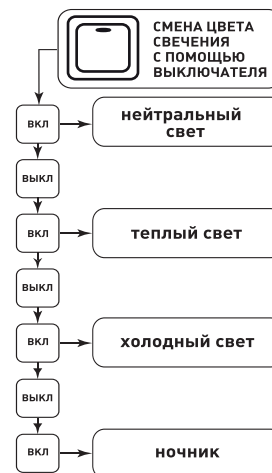 СМЕНА ЦВЕТА
СВЕЧЕНИЯ
С ПОМОЩЬЮ
ВЫКЛЮЧАТЕЛЯ
ВКЛ
нейтральный
свет
ВЫКЛ
ВКЛ
теплый свет
ВЫКЛ
ВКЛ
холодный свет
ВЫКЛ
ВКЛ
ночник